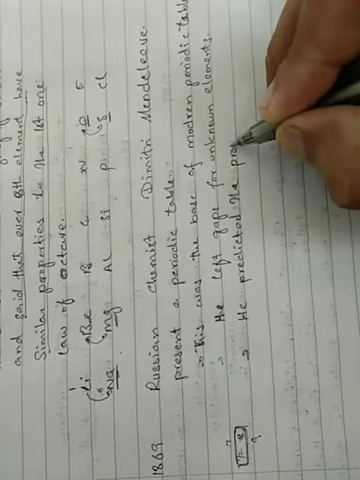 and said that ever 8th element have
Similar properties to the 1st one
law of octave.
Li Be B C N O F
Na Mg Al Si P S Cl
1869 Russian Chemist Dimitri Mendeleeve.
present a periodic table.
→ This was the base of modren periodic table
→ He left gaps for unknown elements.
→ He predicted the pro